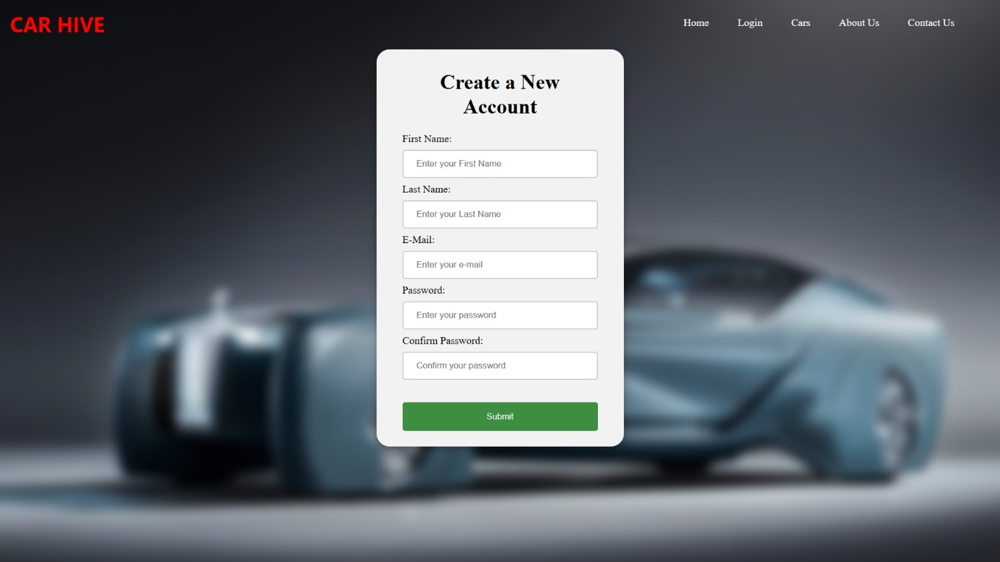 CAR HIVE
Home Login Cars About Us Contact Us
Create a New
Account
First Name:
Enter your First Name
Last Name:
Enter your Last Name
E-Mail:
Enter your e-mail
Password:
Enter your password
Confirm Password:
Confirm your password
Submit